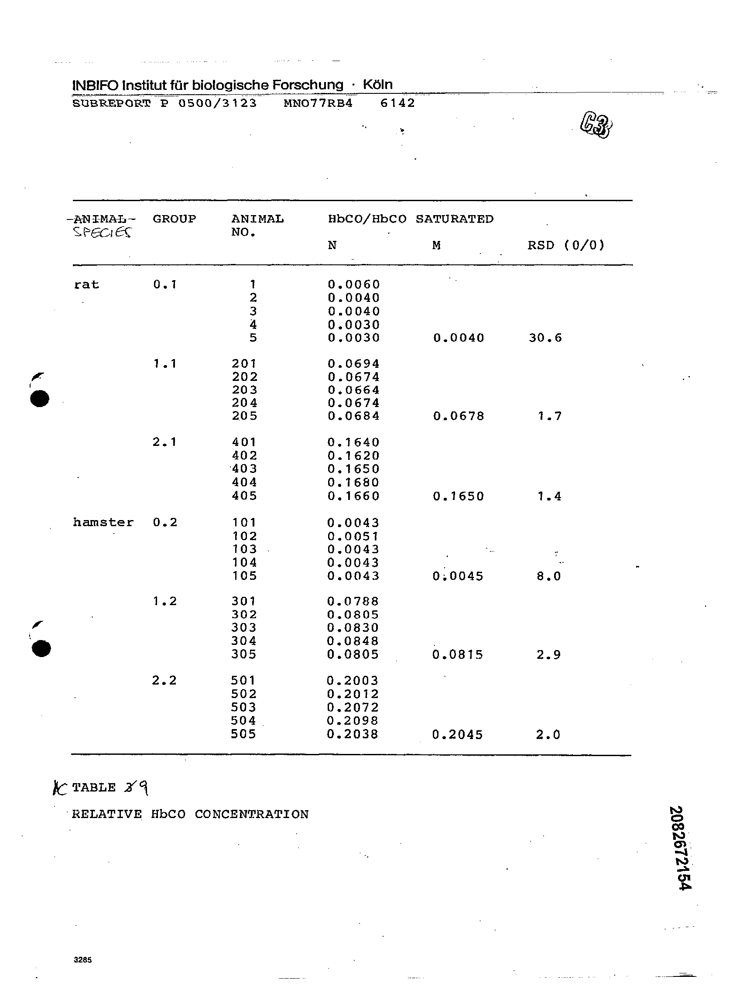 INBIFO Institut für biologische Forschung · Köln
SUBREPORT P 0500/3123 MNO77RB4 6142
C3
-ANIMAL- GROUP ANIMAL HbCO/HbCO SATURATED
SPECIES NO.
N M RSD (0/0)
rat 0.1 1 0.0060
2 0.0040
3 0.0040
4 0.0030
5 0.0030 0.0040 30.6
1.1 201 0.0694
202 0.0674
203 0.0664
204 0.0674
205 0.0684 0.0678 1.7
2.1 401 0.1640
402 0.1620
403 0.1650
404 0.1680
405 0.1660 0.1650 1.4
hamster 0.2 101 0.0043
102 0.0051
103 0.0043
104 0.0043
105 0.0043 0.0045 8.0
1.2 301 0.0788
302 0.0805
303 0.0830
304 0.0848
305 0.0805 0.0815 2.9
2.2 501 0.2003
502 0.2012
503 0.2072
504 0.2098
505 0.2038 0.2045 2.0
TABLE 9
RELATIVE HbCO CONCENTRATION
2082672154
3285